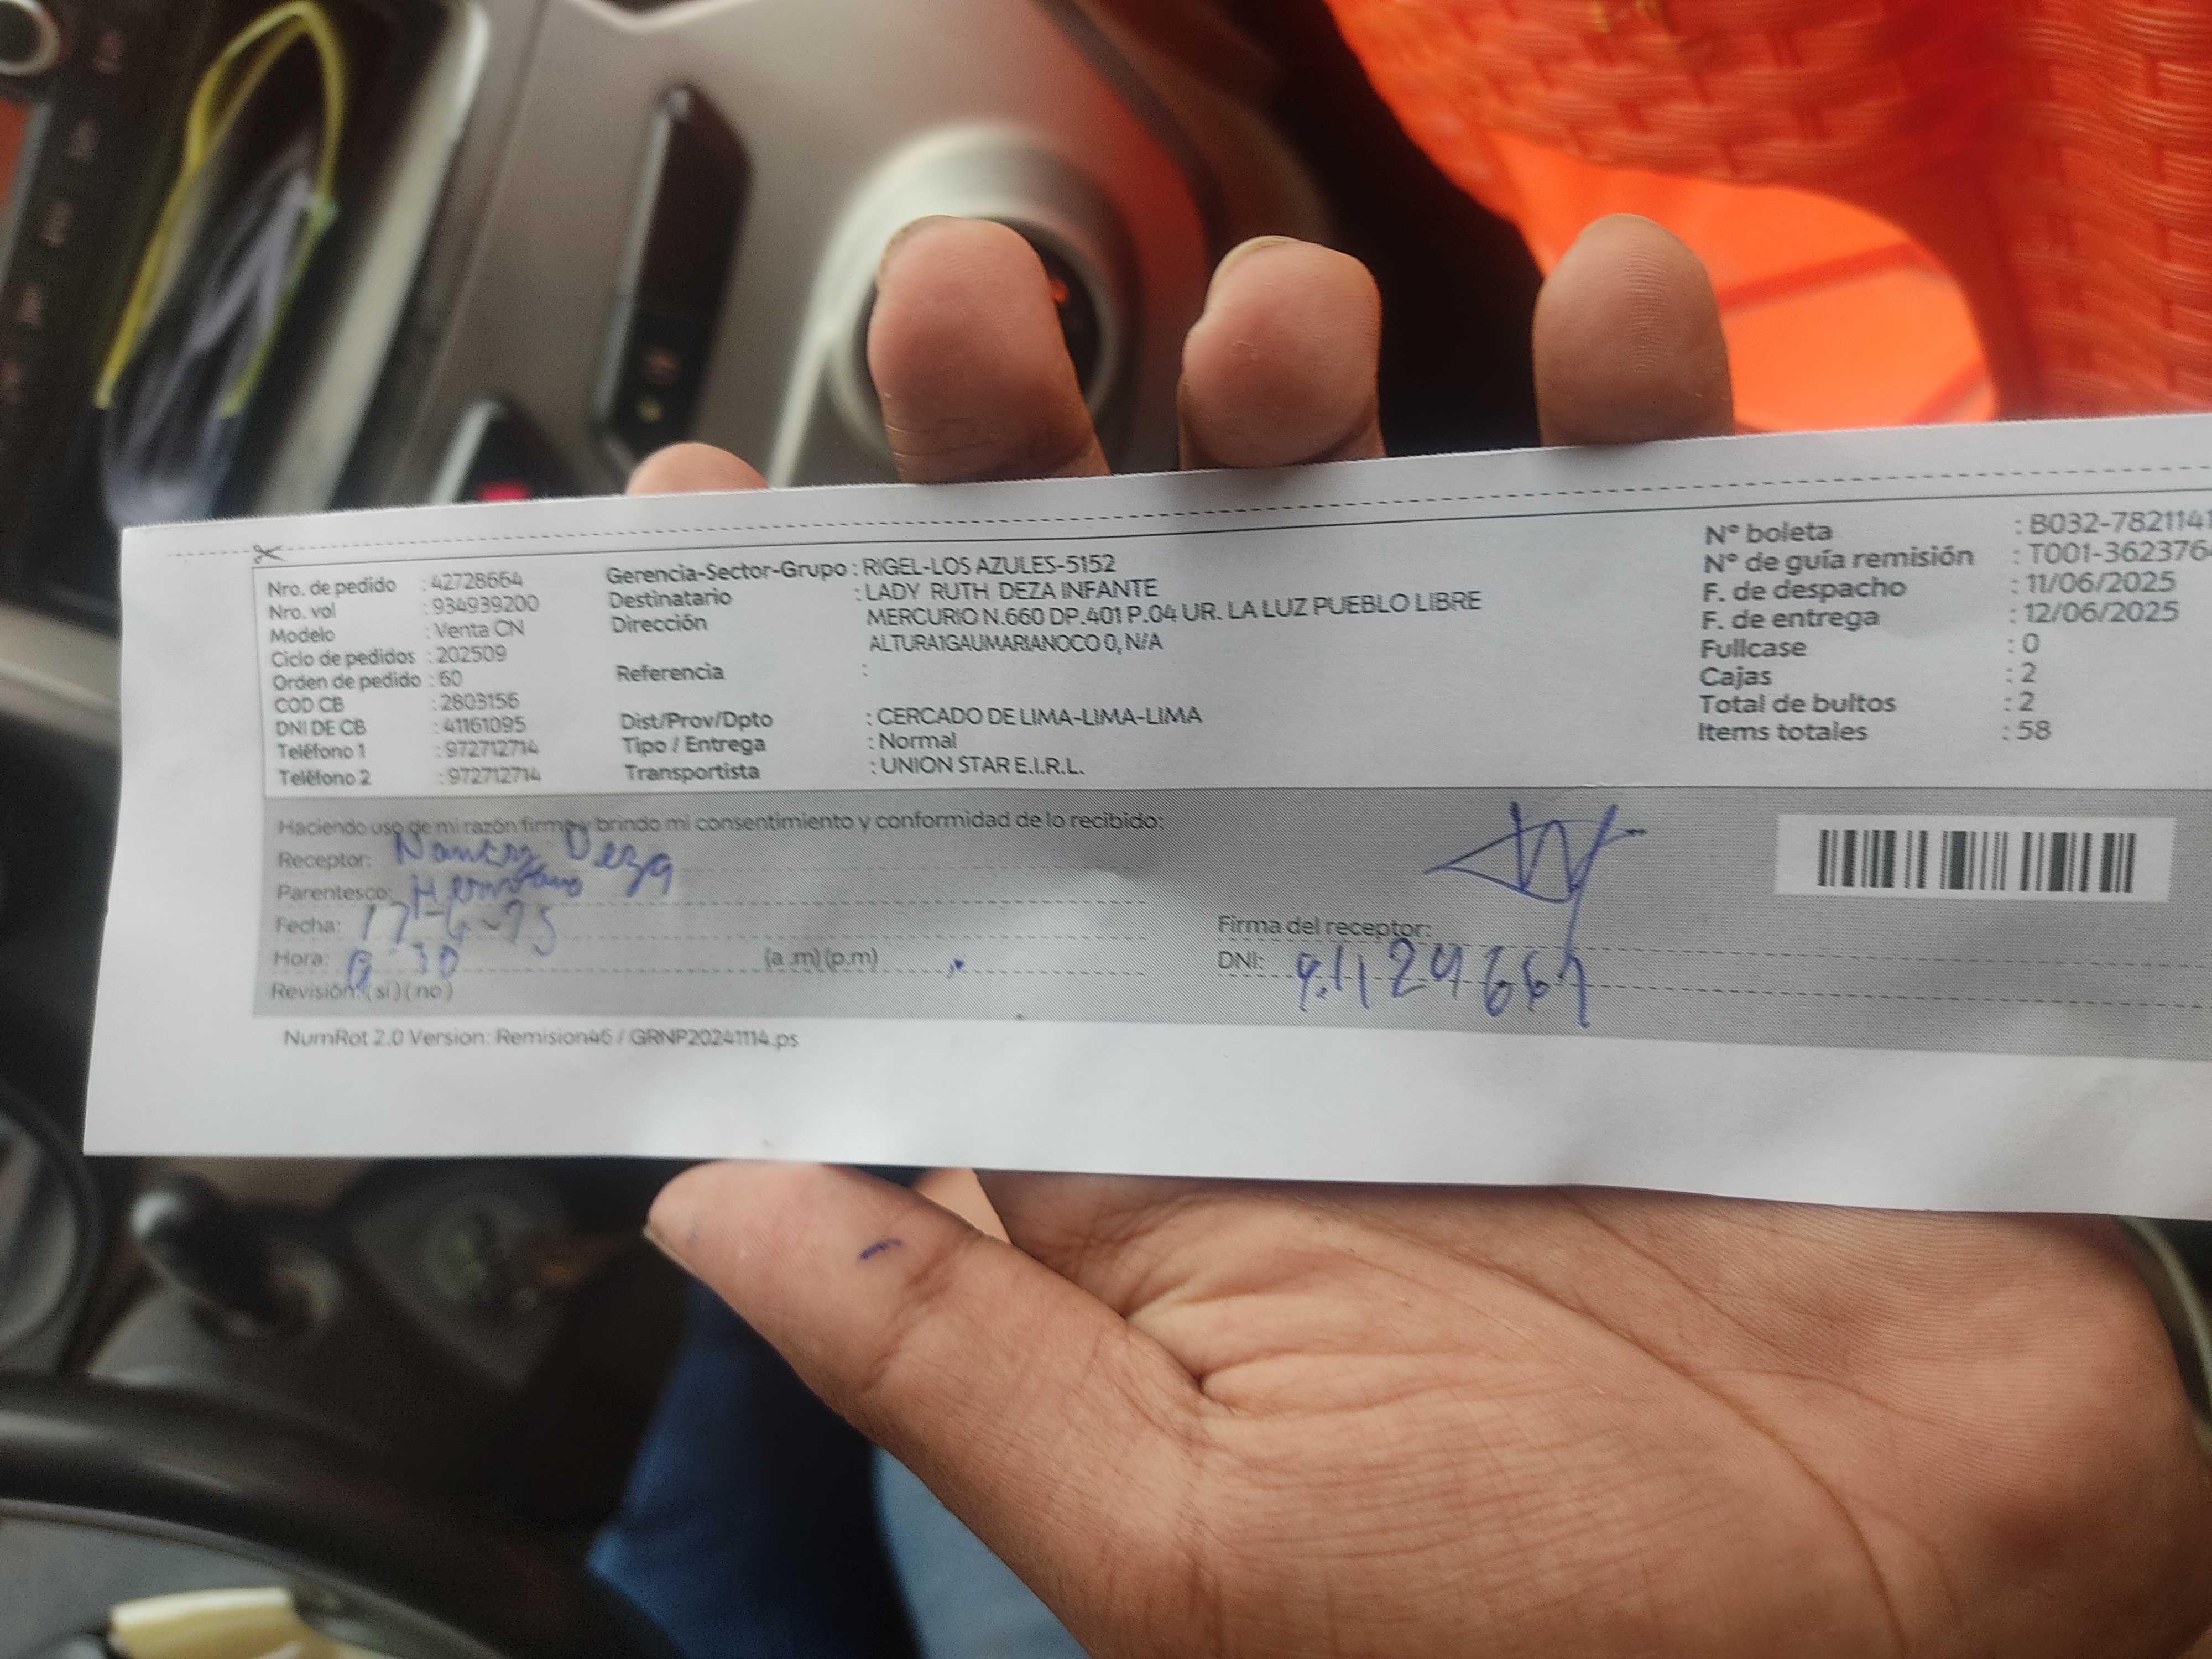 Nro. de pedido : 42728664
Nro. vol : 934939200
Modelo : Venta CN
Ciclo de pedidos : 202509
Orden de pedido : 60
COD CB : 2803156
DNI DE CB : 41161095
Teléfono 1 : 972712714
Teléfono 2 : 972712714
Gerencia-Sector-Grupo : RIGEL-LOS AZULES-5152
Destinatario : LADY RUTH DEZA INFANTE
Dirección MERCURIO N.660 DP.401 P.04 UR. LA LUZ PUEBLO LIBRE
ALTURA1GAUMARIANOCO 0, N/A
Referencia :
Dist/Prov/Dpto : CERCADO DE LIMA-LIMA-LIMA
Tipo / Entrega : Normal
Transportista : UNION STAR E.I.R.L.
N° boleta : B032-7821141
N° de guía remisión : T001-3623764
F. de despacho : 11/06/2025
F. de entrega : 12/06/2025
Fullcase : 0
Cajas : 2
Total de bultos : 2
Items totales : 58
Haciendo uso de mi razón firmo y brindo mi consentimiento y conformidad de lo recibido:
Receptor: Nancy Deza
Parentesco:
Fecha:
Hora: (a .m) (p.m)
Revisión: ( si ) ( no )
Firma del receptor:
DNI:
NumRot 2.0 Version: Remision46 / GRNP20241114.ps